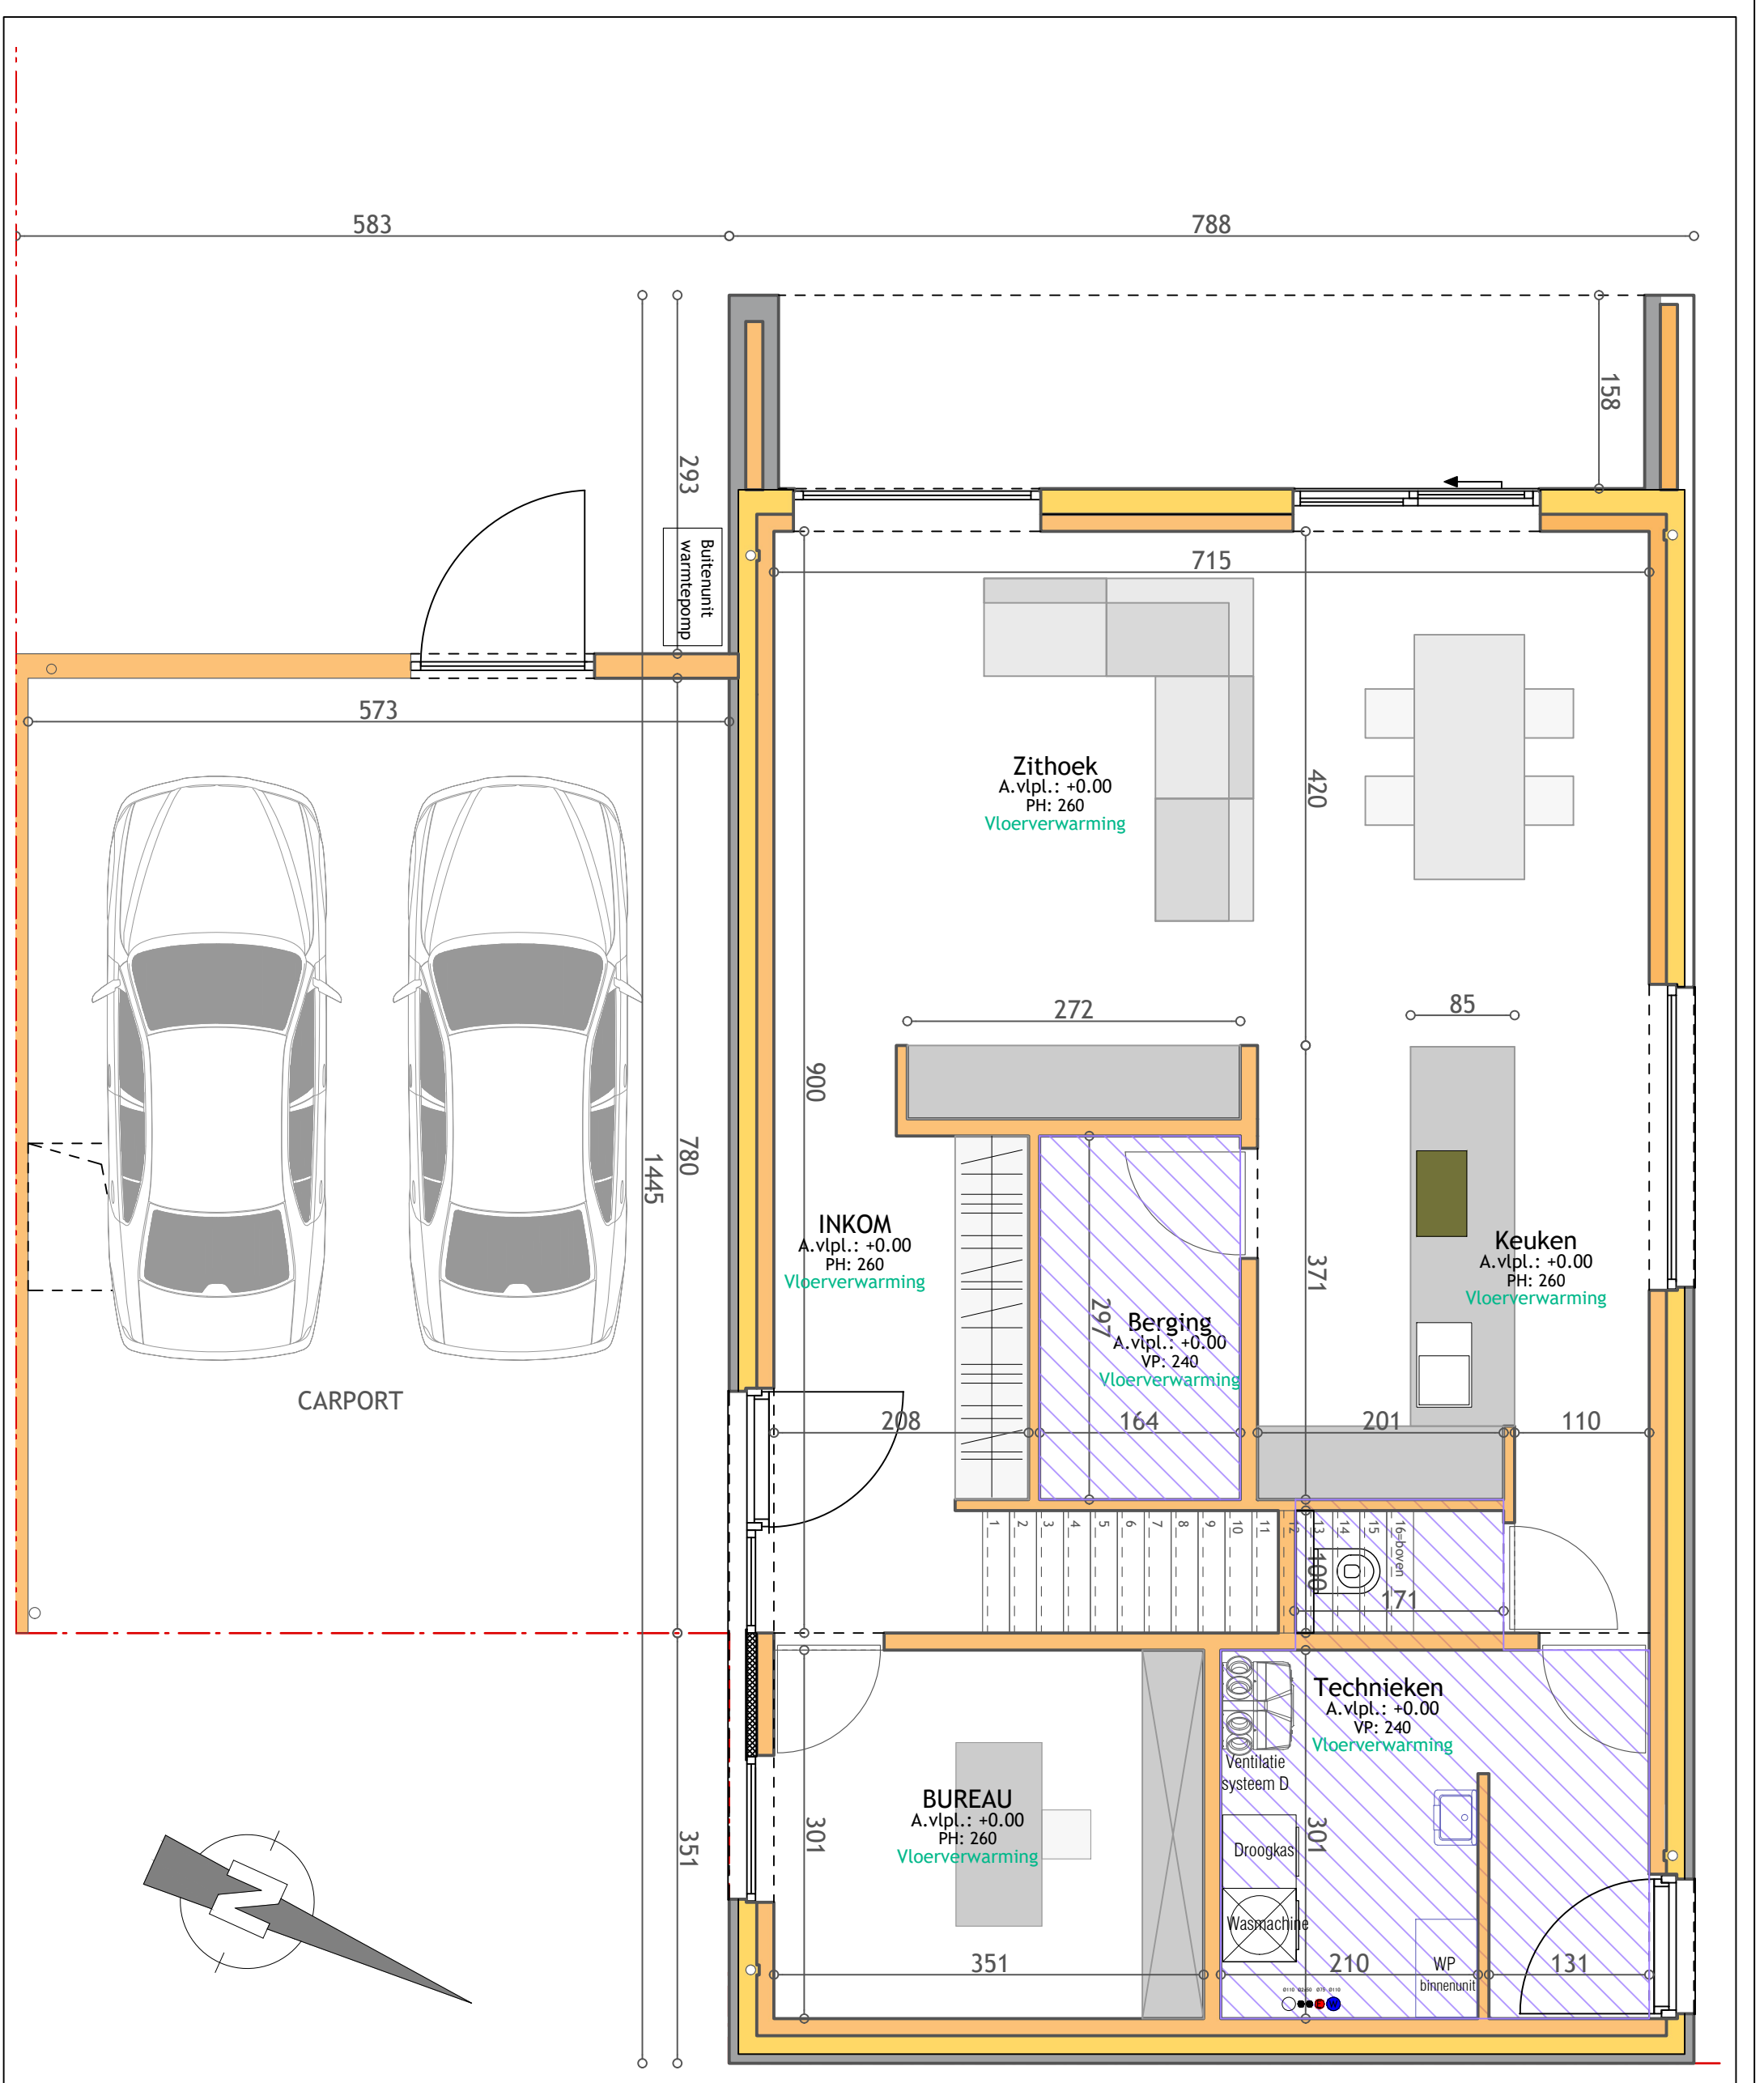 583
788
158
293
Buitenunit
warmtepomp
715
573
Zithoek
A.vlpl.: +0.00
PH: 260
Vloerverwarming
420
272
85
900
780
1445
INKOM
A.vlpl.: +0.00
PH: 260
Vloerverwarming
Keuken
A.vlpl.: +0.00
PH: 260
Vloerverwarming
371
297
Berging
A.vlpl.: +0.00
VP: 240
Vloerverwarming
CARPORT
208
164
201
110
1
2
3
4
5
6
7
8
9
10
11
12
13
14
15
16=boven
100
171
Technieken
A.vlpl.: +0.00
VP: 240
Vloerverwarming
Ventilatie
systeem D
BUREAU
A.vlpl.: +0.00
PH: 260
Vloerverwarming
351
301
Droogkas
301
Wasmachine
351
210
WP
binnenunit
131